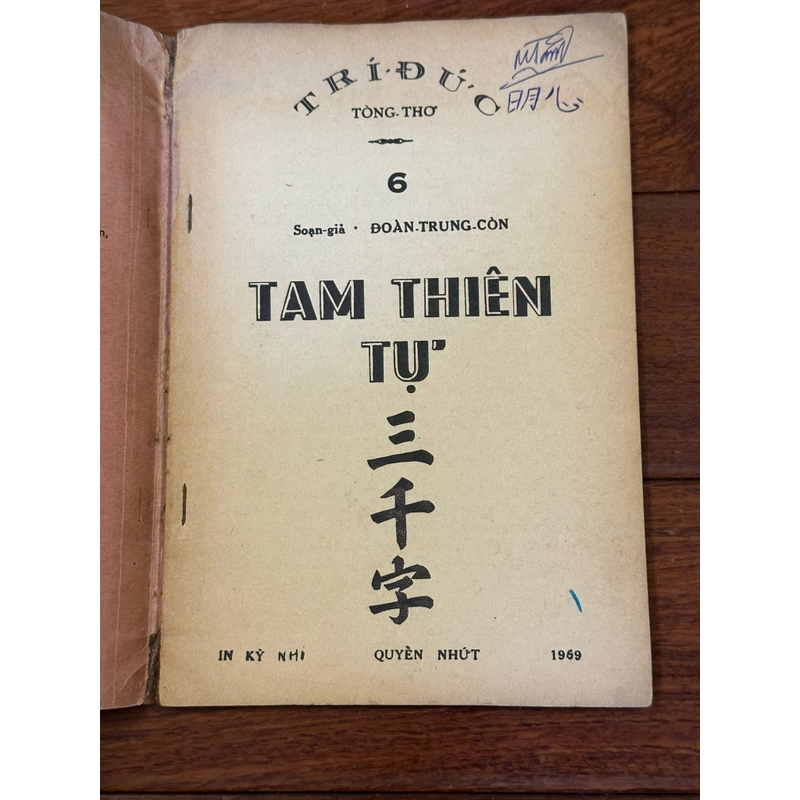 TRÍ-ĐỨC
TÒNG-THƠ
明心
6
Soạn-giả · ĐOÀN-TRUNG-CÒN
TAM THIÊN
TỰ
三
千
字
IN KỲ NHÌ QUYỂN NHỨT 1969
n,